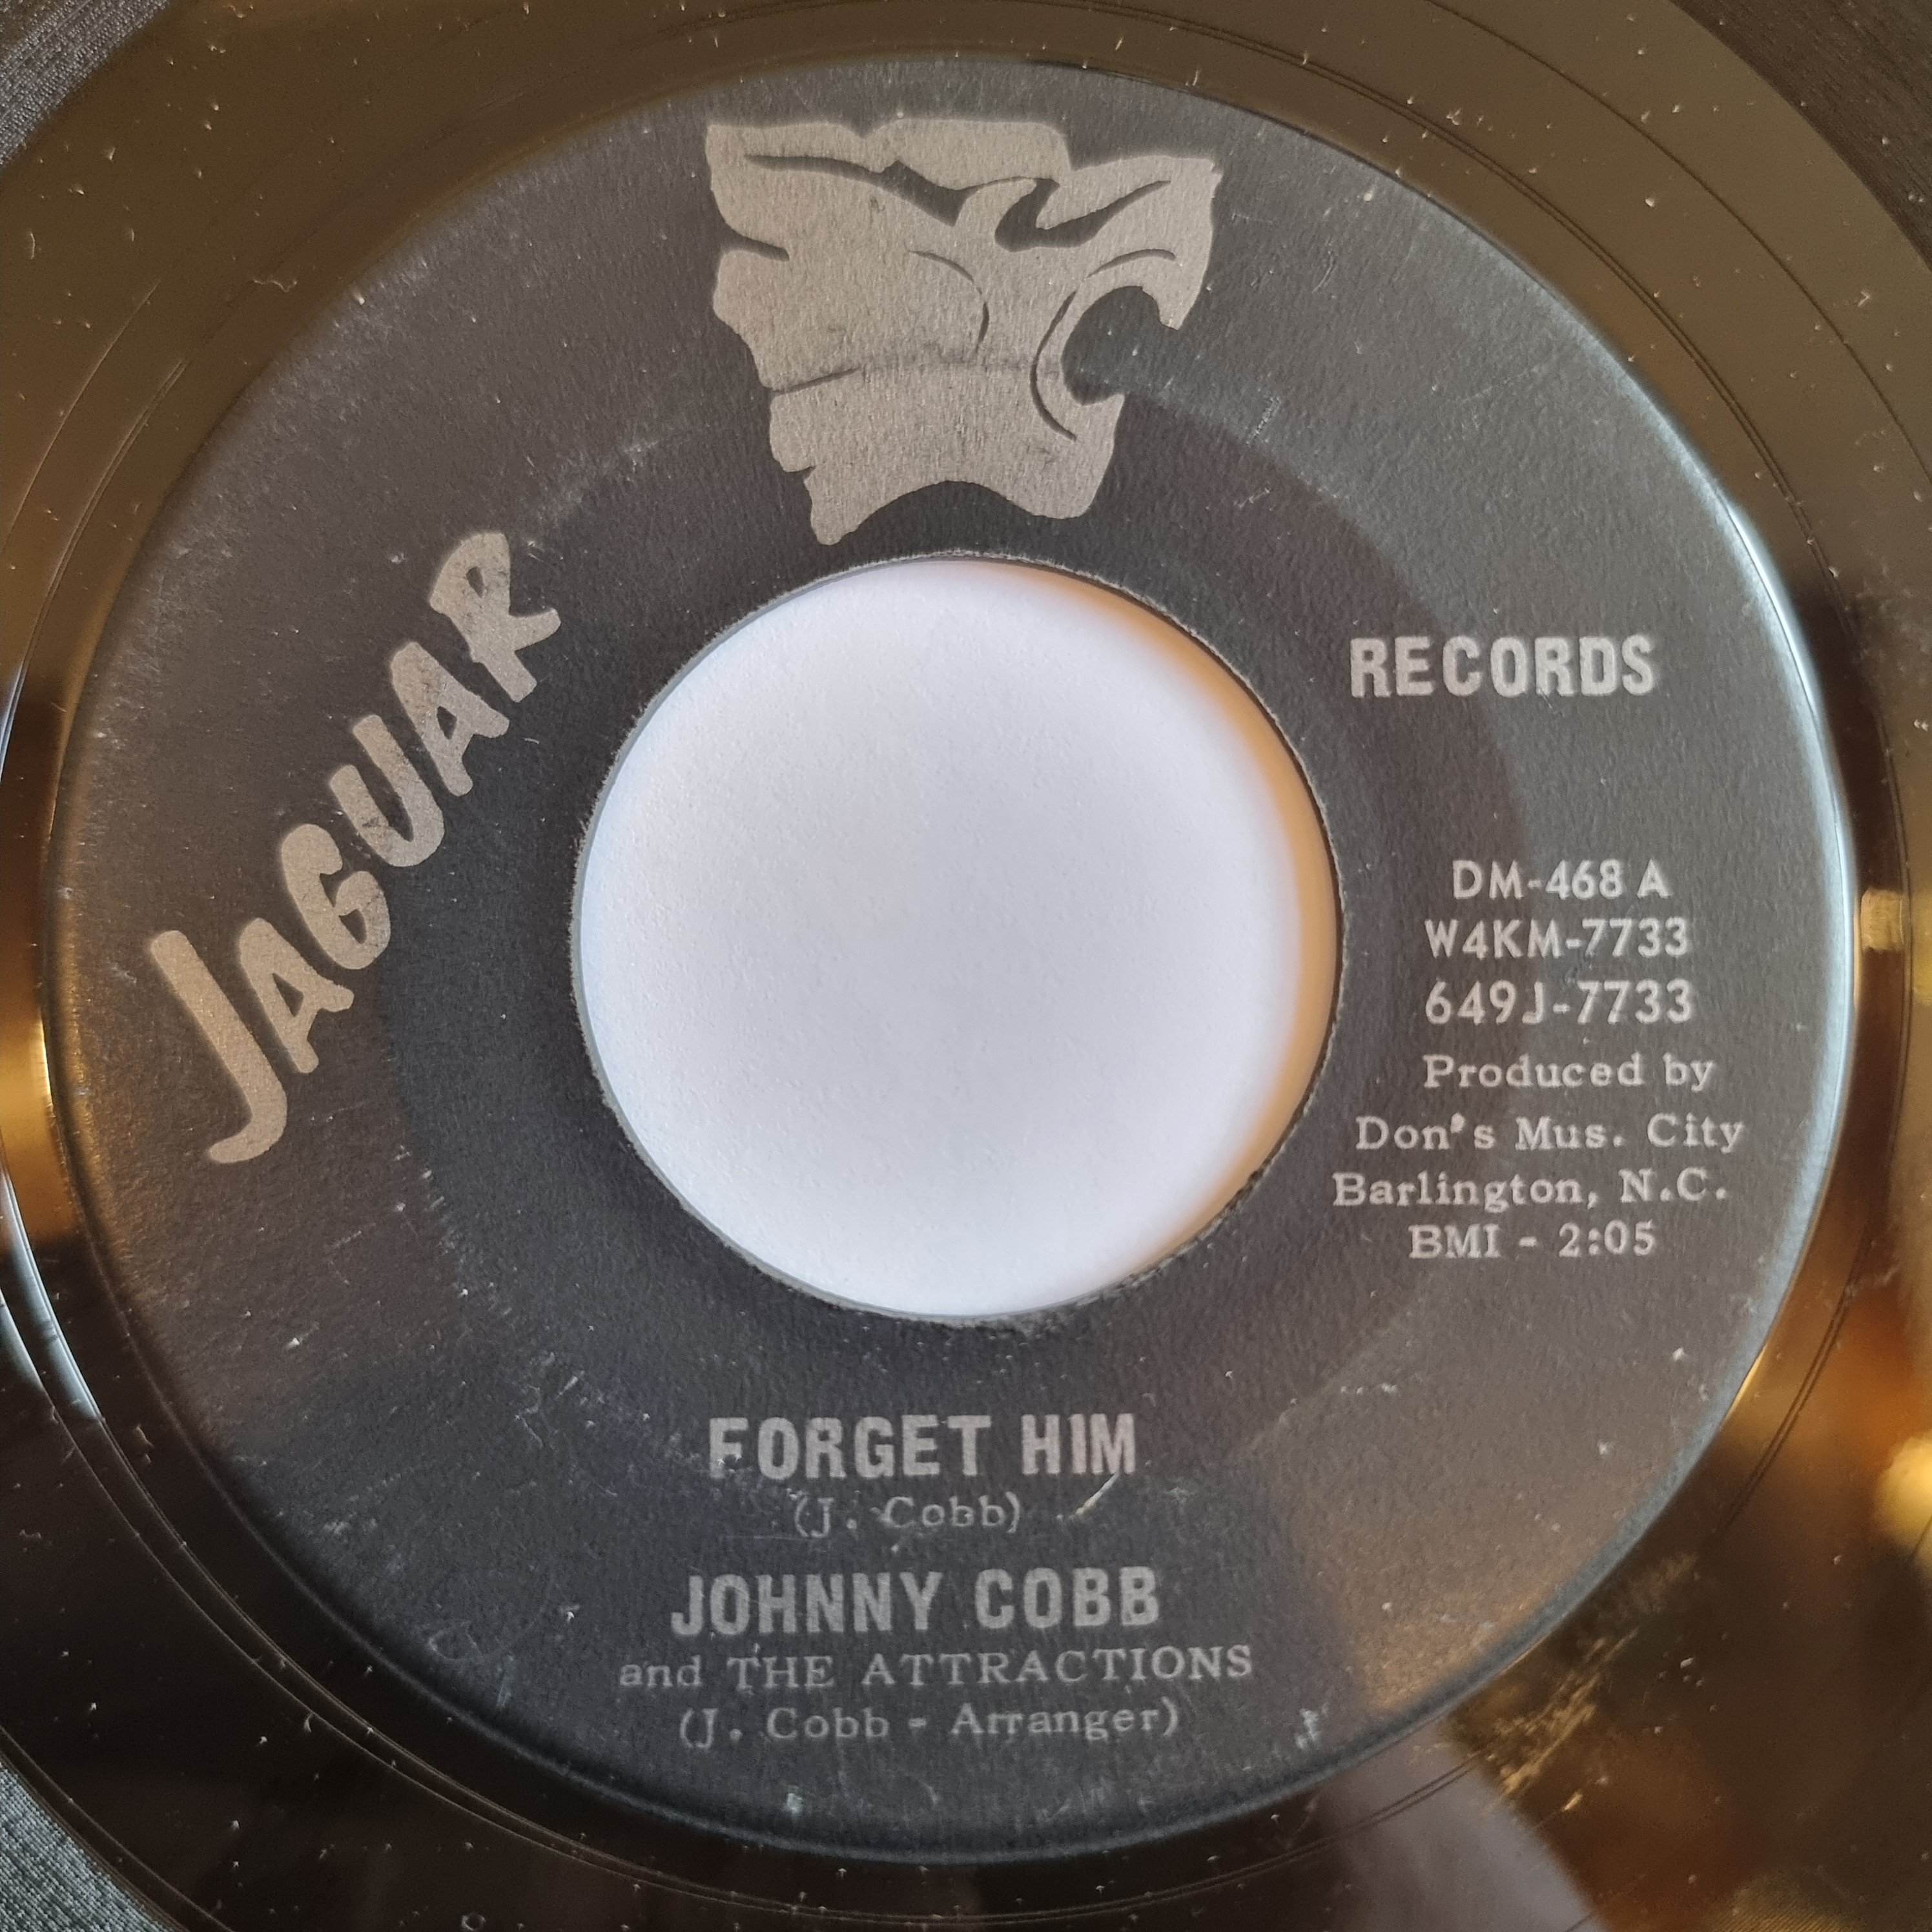 JAGUAR
RECORDS
DM-468 A
W4KM-7733
649J-7733
Produced by
Don's Mus. City
Barlington, N.C.
BMI - 2:05
FORGET HIM
(J. Cobb)
JOHNNY COBB
and THE ATTRACTIONS
(J. Cobb - Arranger)